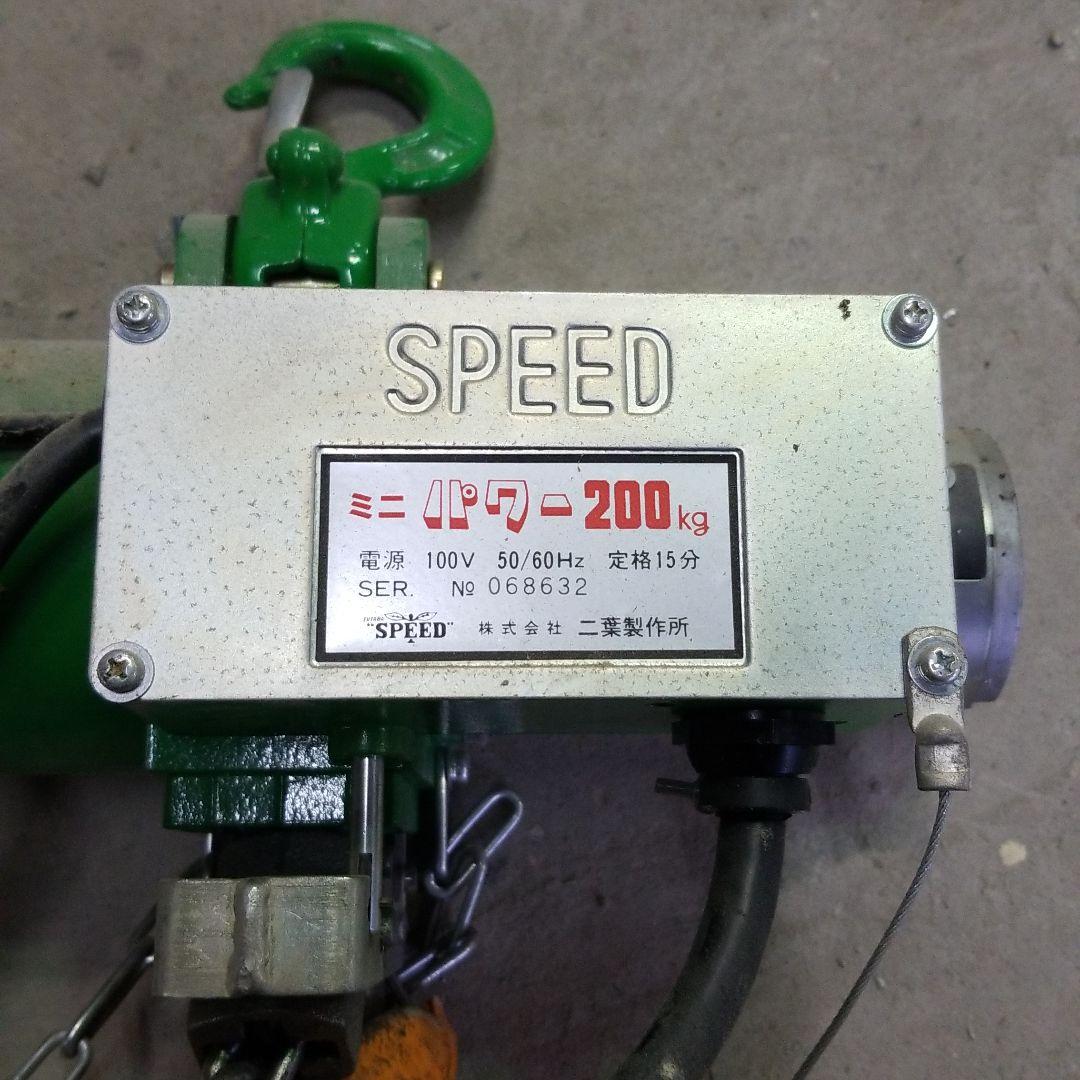 SPEED
ミニ パワー 200kg
電源 100V 50/60Hz 定格15分
SER. № 068632
FUTABA
"SPEED" 株式会社 二葉製作所